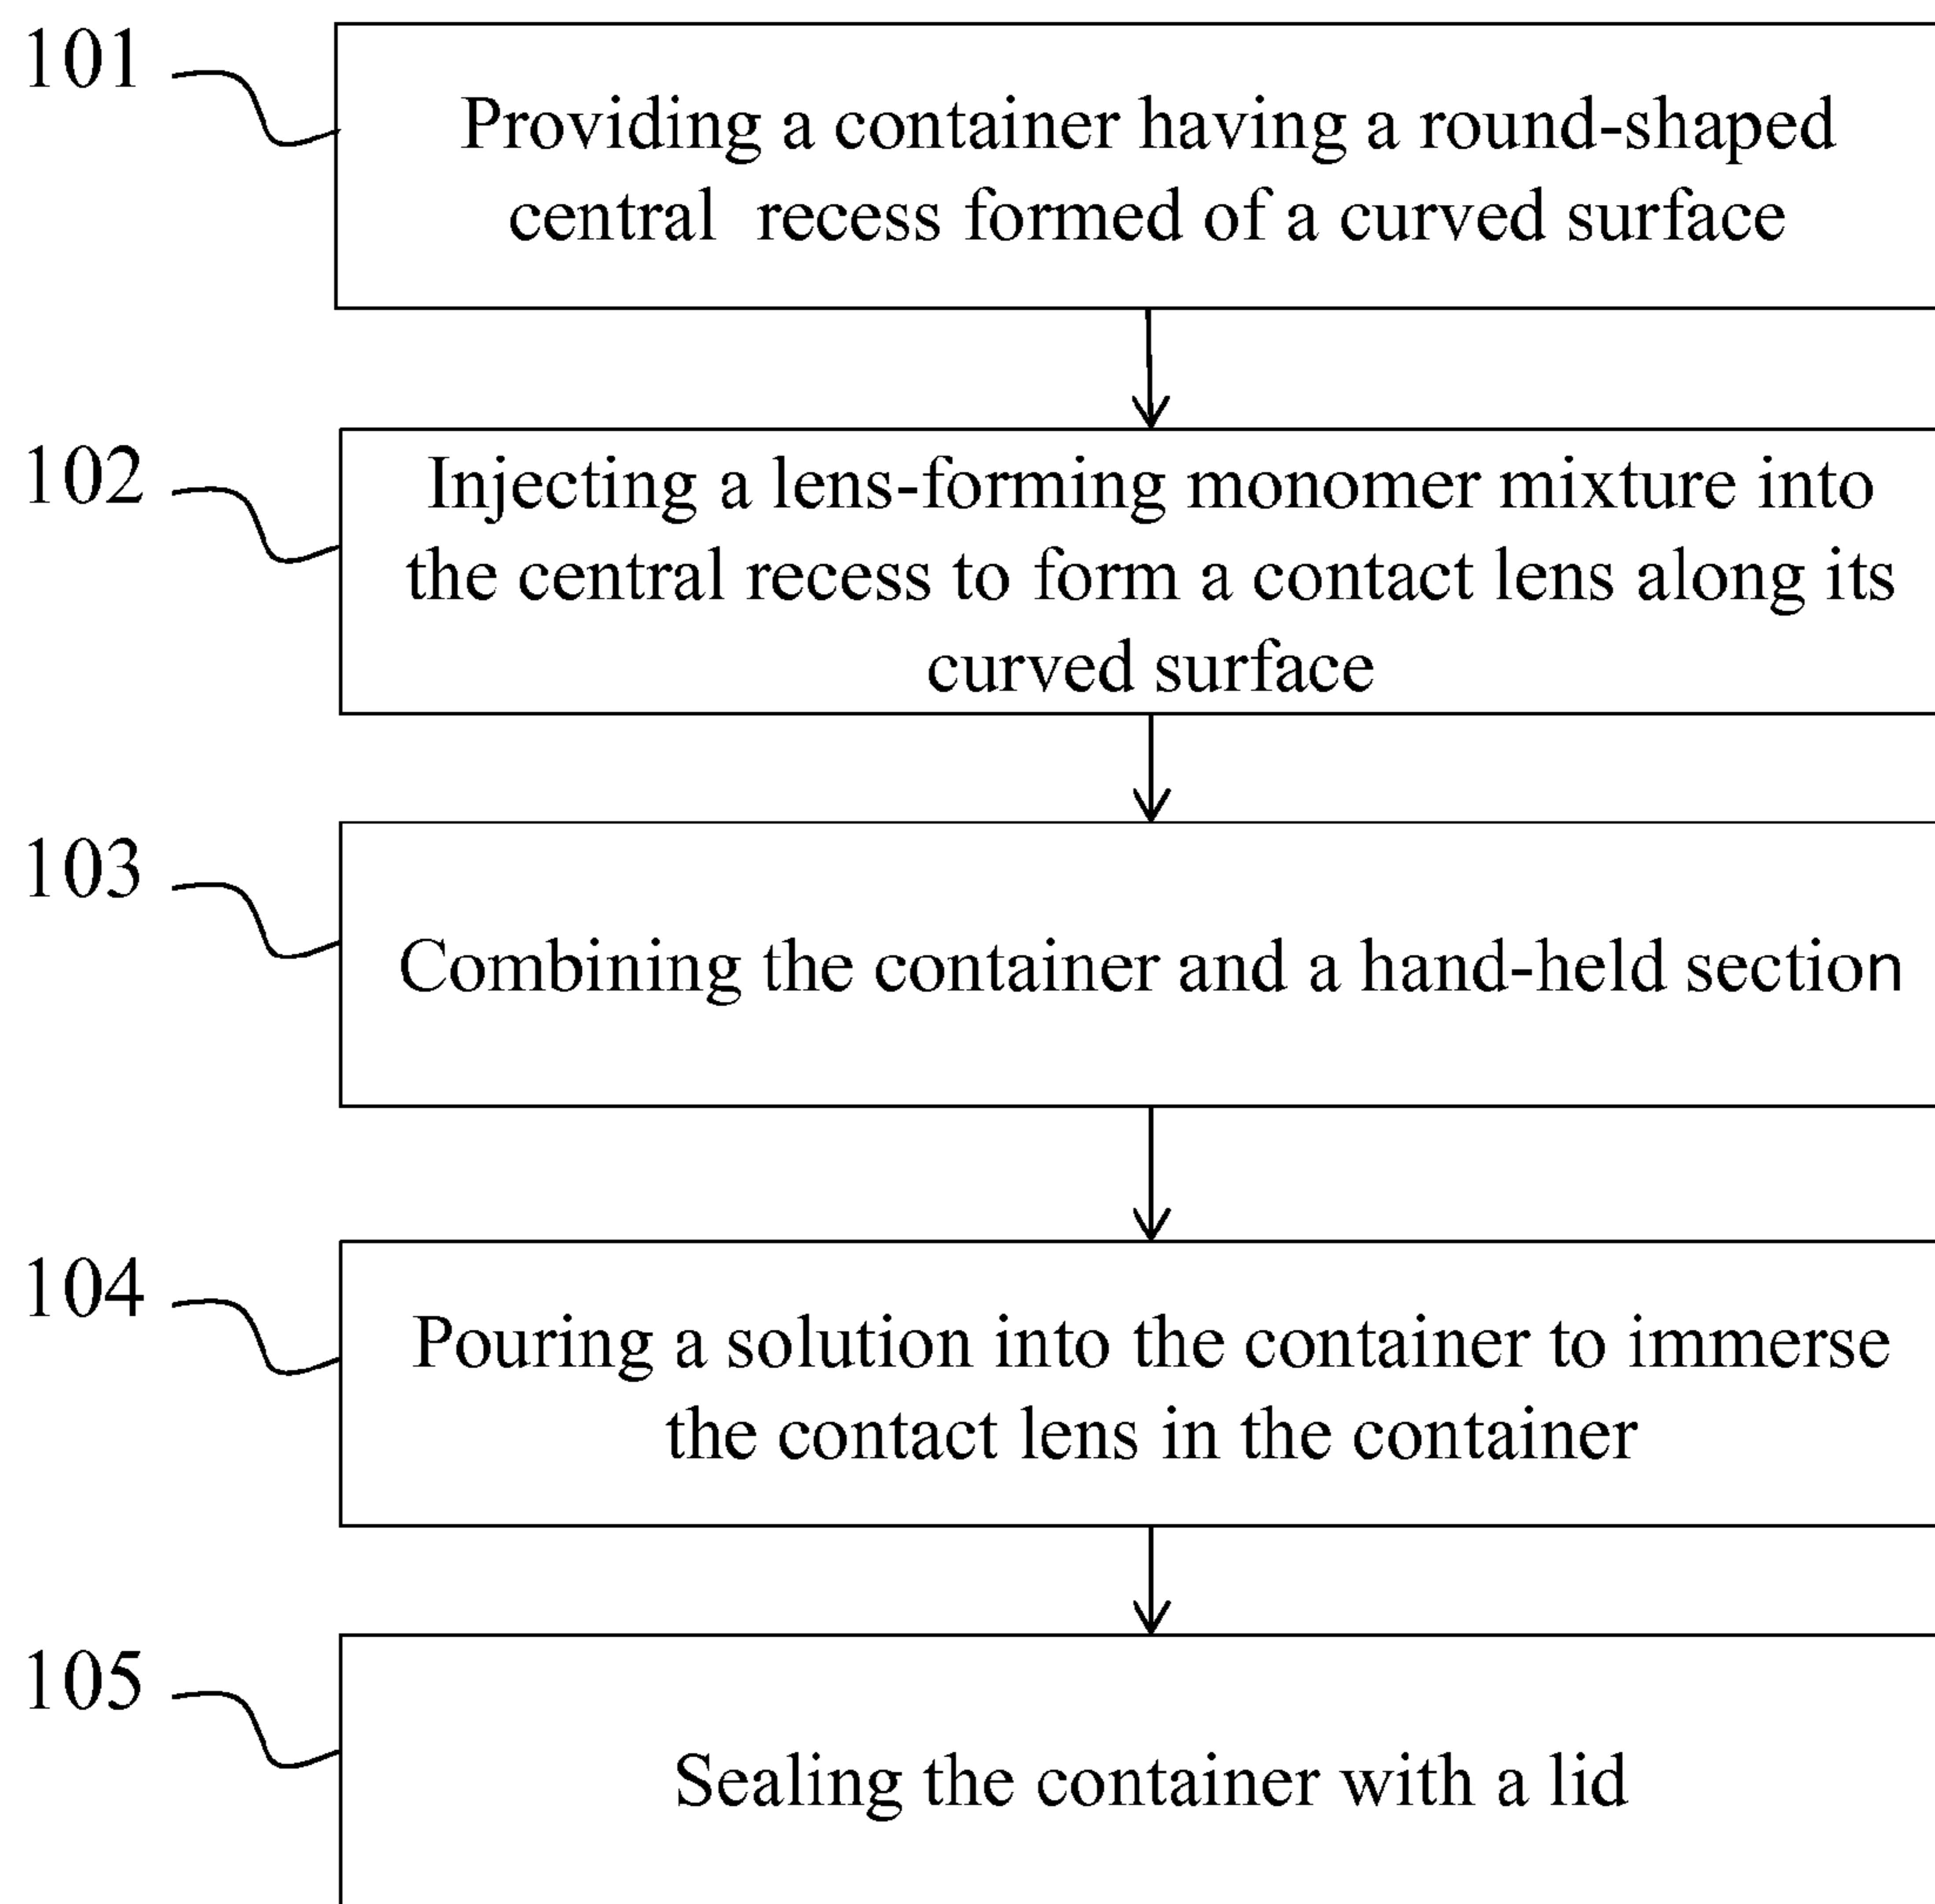 101
Providing a container having a round-shaped
central recess formed of a curved surface
102
Injecting a lens-forming monomer mixture into
the central recess to form a contact lens along its
curved surface
103
Combining the container and a hand-held section
104
Pouring a solution into the container to immerse
the contact lens in the container
105
Sealing the container with a lid